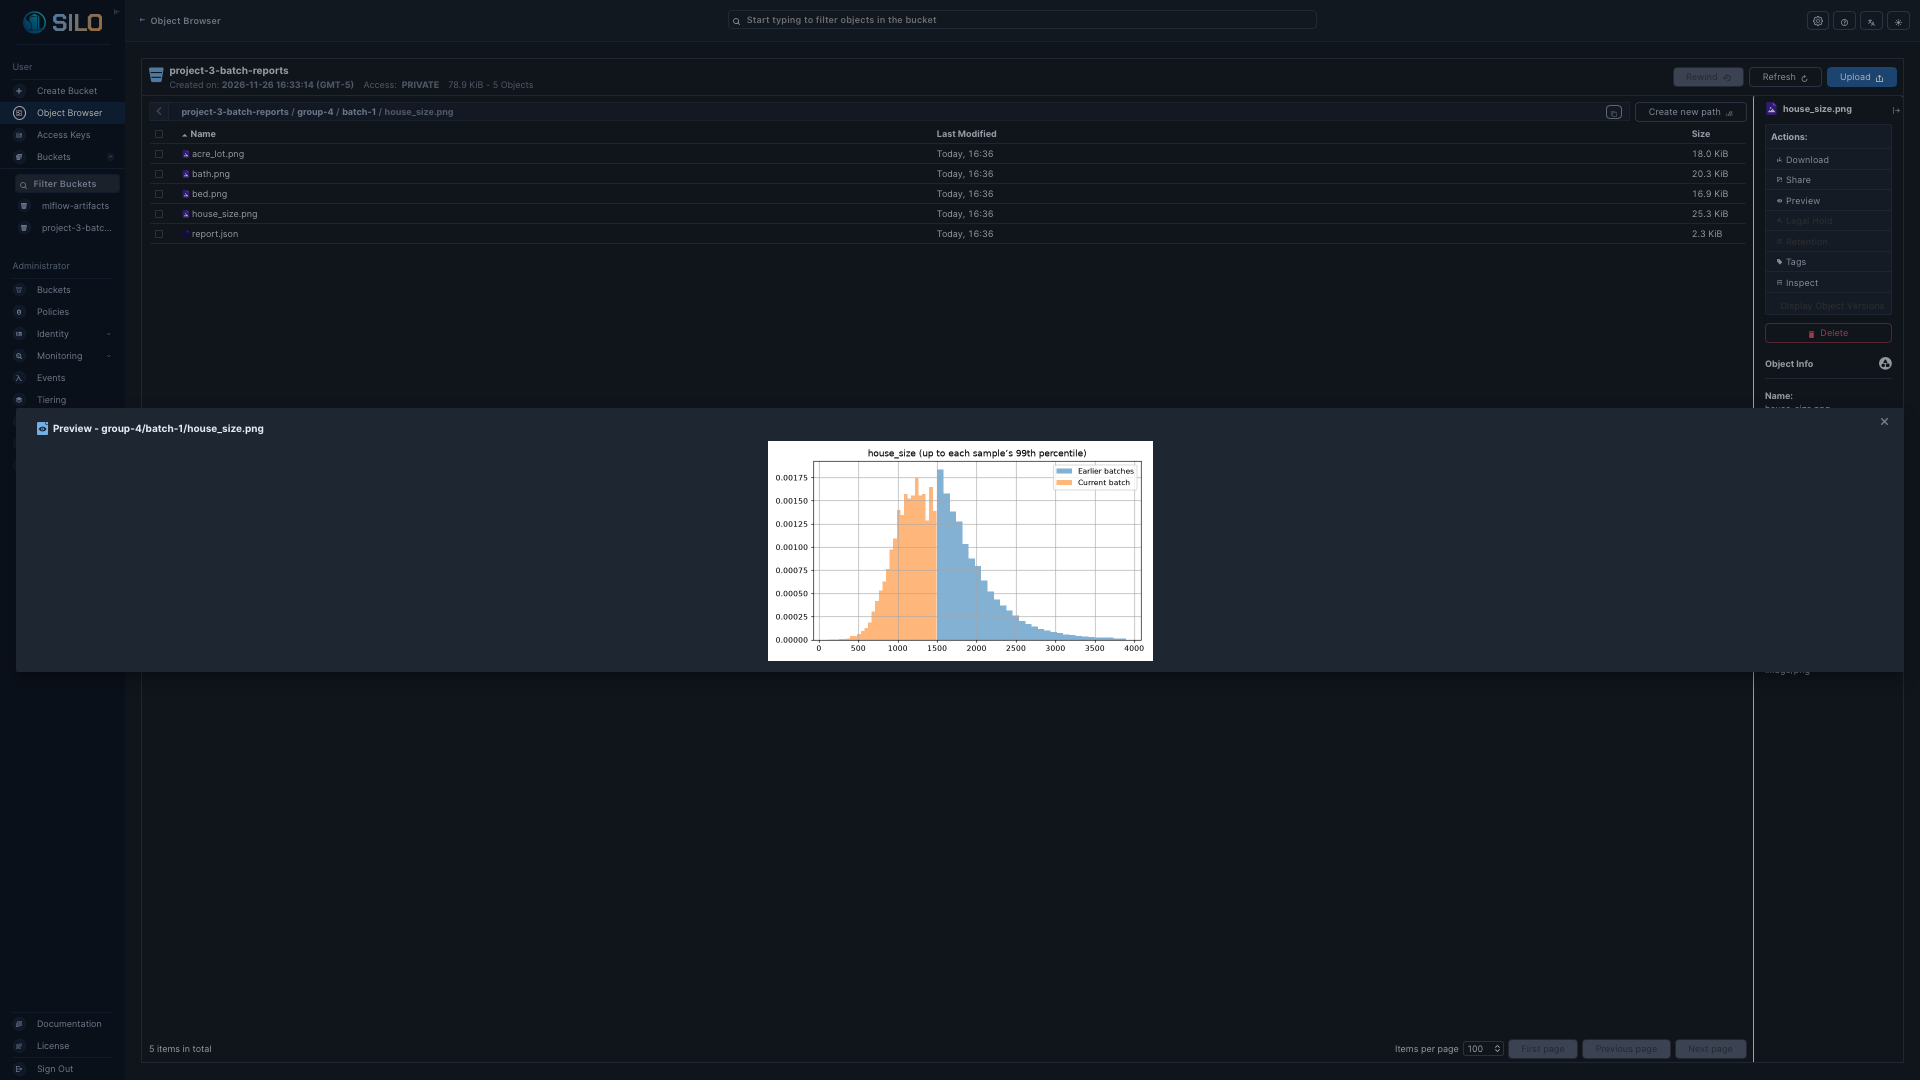 SILO
Object Browser
Start typing to filter objects in the bucket
User
Create Bucket
Object Browser
Access Keys
Buckets
Filter Buckets
mlflow-artifacts
project-3-batc...
Administrator
Buckets
Policies
Identity
Monitoring
Events
Tiering
Documentation
License
Sign Out
project-3-batch-reports
Created on: 2026-11-26 16:33:14 (GMT-5) Access: PRIVATE 78.9 KiB - 5 Objects
Rewind
Refresh
Upload
project-3-batch-reports / group-4 / batch-1 / house_size.png
Create new path
Name Last Modified Size
acre_lot.png Today, 16:36 18.0 KiB
bath.png Today, 16:36 20.3 KiB
bed.png Today, 16:36 16.9 KiB
house_size.png Today, 16:36 25.3 KiB
report.json Today, 16:36 2.3 KiB
house_size.png
Actions:
Download
Share
Preview
Legal Hold
Retention
Tags
Inspect
Display Object Versions
Delete
Object Info
Name:
Preview - group-4/batch-1/house_size.png
house_size (up to each sample's 99th percentile)
Earlier batches
Current batch
0.00175
0.00150
0.00125
0.00100
0.00075
0.00050
0.00025
0.00000
0 500 1000 1500 2000 2500 3000 3500 4000
5 items in total
Items per page 100
First page
Previous page
Next page